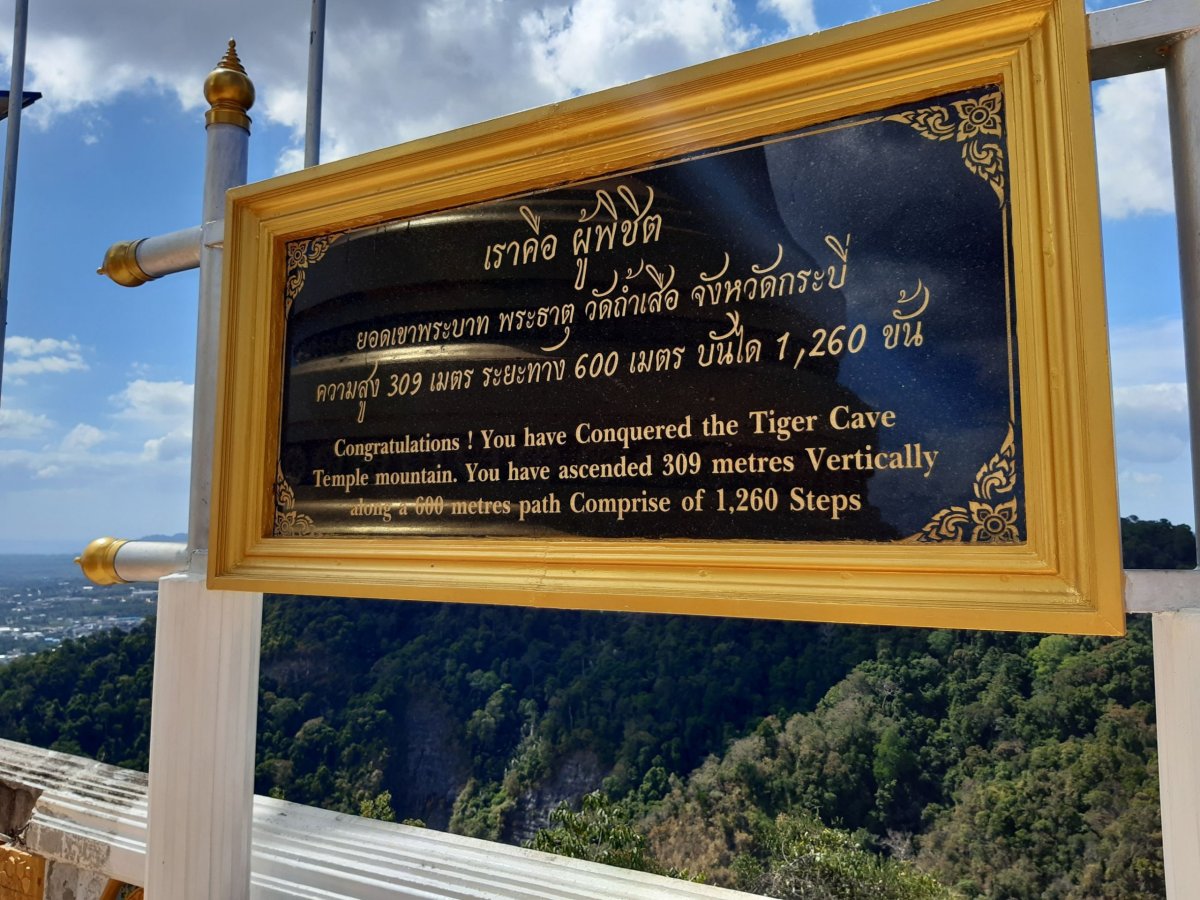 เราคือ ผู้พิชิต
ยอดเขาพระบาท พระธาตุ วัดถ้ำเสือ จังหวัดกระบี่
ความสูง 309 เมตร ระยะทาง 600 เมตร บันได 1,260 ขั้น
Congratulations ! You have Conquered the Tiger Cave
Temple mountain. You have ascended 309 metres Vertically
along a 600 metres path Comprise of 1,260 Steps